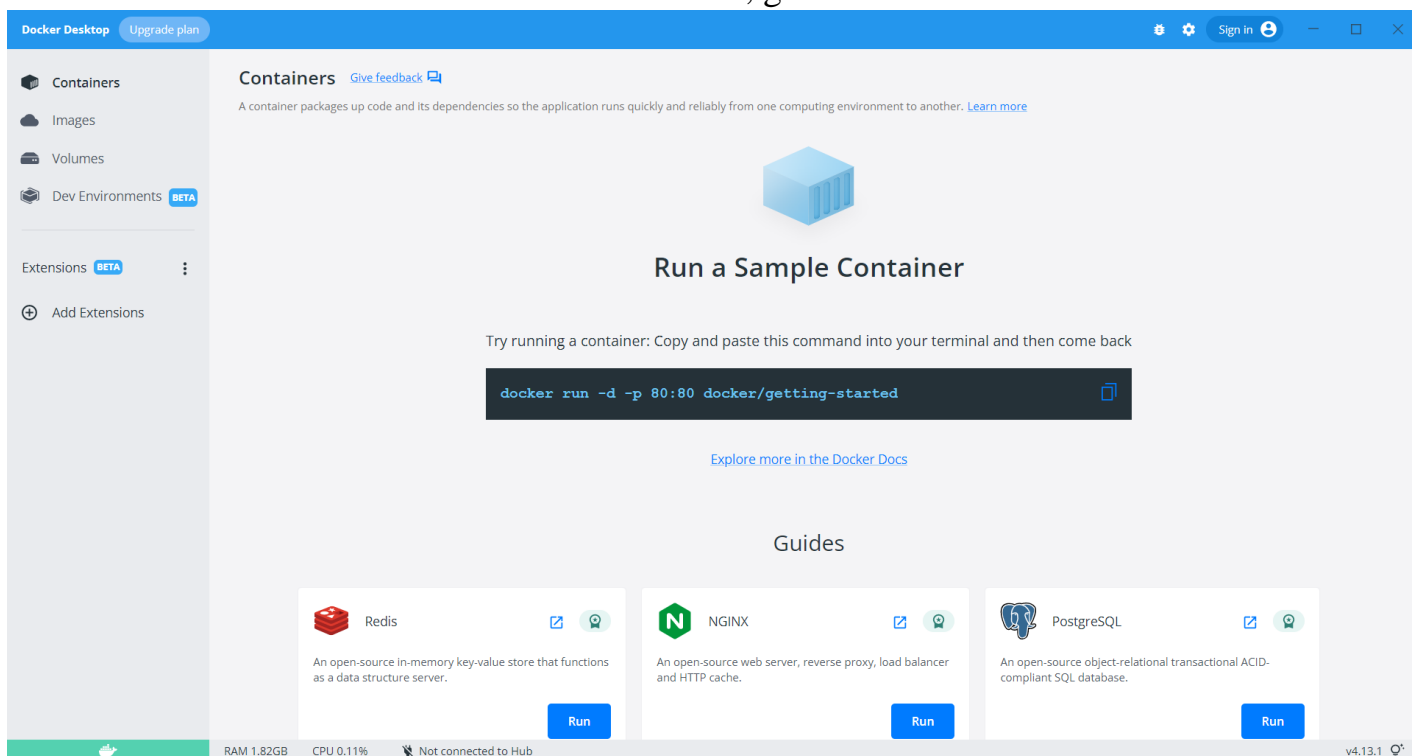 Docker Desktop Upgrade plan Sign in
Containers
Images
Volumes
Dev Environments BETA
Extensions BETA
Add Extensions
Containers Give feedback
A container packages up code and its dependencies so the application runs quickly and reliably from one computing environment to another. Learn more
Run a Sample Container
Try running a container: Copy and paste this command into your terminal and then come back
docker run -d -p 80:80 docker/getting-started
Explore more in the Docker Docs
Guides
Redis
An open-source in-memory key-value store that functions
as a data structure server.
Run
NGINX
An open-source web server, reverse proxy, load balancer
and HTTP cache.
Run
PostgreSQL
An open-source object-relational transactional ACID-
compliant SQL database.
Run
RAM 1.82GB CPU 0.11% Not connected to Hub v4.13.1